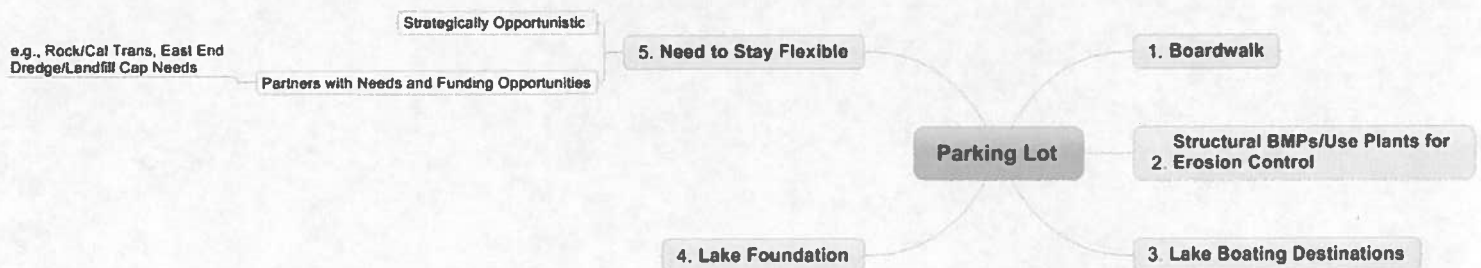 Parking Lot
1. Boardwalk
2. Structural BMPs/Use Plants for
Erosion Control
3. Lake Boating Destinations
4. Lake Foundation
5. Need to Stay Flexible
Strategically Opportunistic
Partners with Needs and Funding Opportunities
e.g., Rock/Cal Trans, East End
Dredge/Landfill Cap Needs